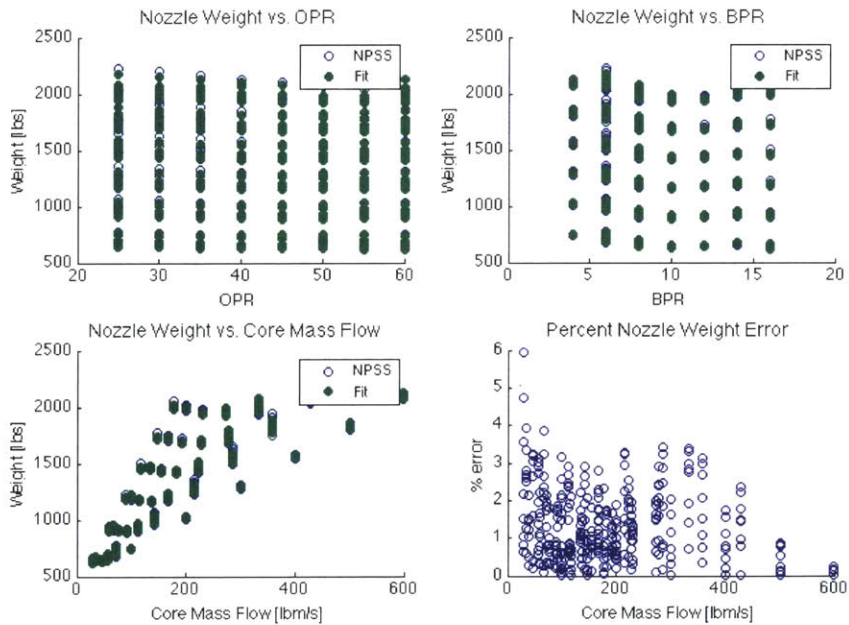 Nozzle Weight vs. OPR
2500
2000
1500
1000
500
Weight [lbs]
NPSS
Fit
20
30
40
50
60
OPR
Nozzle Weight vs. BPR
2500
2000
1500
1000
500
Weight [lbs]
NPSS
Fit
0
5
10
15
20
BPR
Nozzle Weight vs. Core Mass Flow
2500
2000
1500
1000
500
Weight [lbs]
NPSS
Fit
0
200
400
600
Core Mass Flow [lbm/s]
Percent Nozzle Weight Error
6
5
4
3
2
1
0
% error
0
200
400
600
Core Mass Flow [lbm/s]